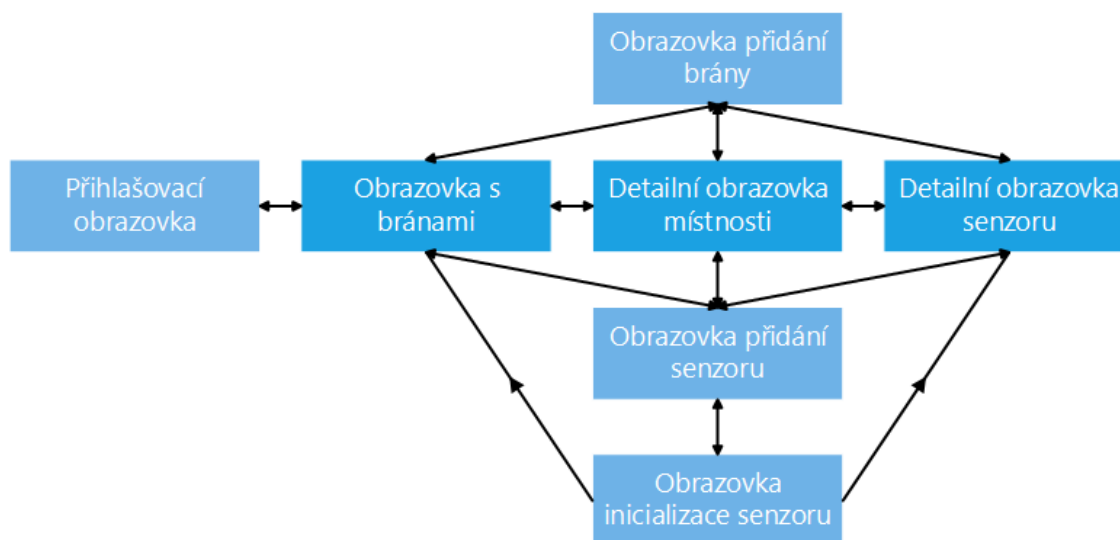 Obrazovka přidání
brány
Přihlašovací
obrazovka
Obrazovka s
bránami
Detailní obrazovka
místnosti
Detailní obrazovka
senzoru
Obrazovka přidání
senzoru
Obrazovka
inicializace senzoru